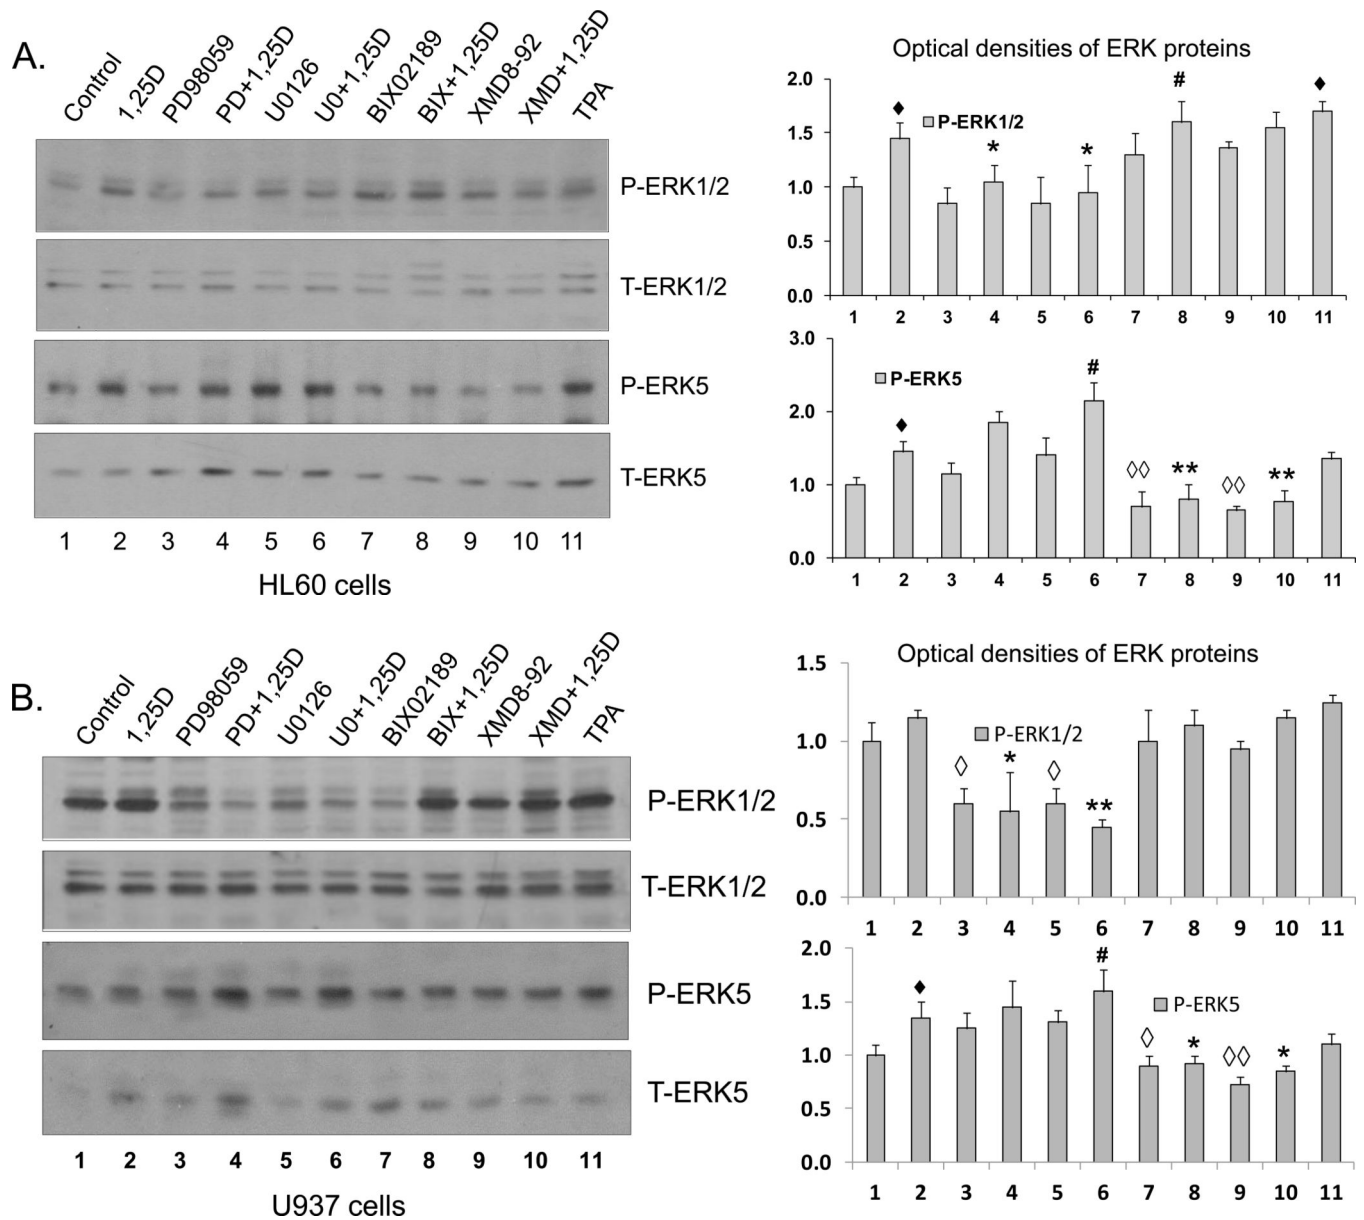 A.
Control
1,25D
PD98059
PD+1,25D
U0126
U0+1,25D
BIX02189
BIX+1,25D
XMD8-92
XMD+1,25D
TPA
P-ERK1/2
T-ERK1/2
P-ERK5
T-ERK5
1 2 3 4 5 6 7 8 9 10 11
HL60 cells
Optical densities of ERK proteins
2.0
1.5
1.0
0.5
0.0
P-ERK1/2
♦ * * # ♦
1 2 3 4 5 6 7 8 9 10 11
3.0
2.0
1.0
0.0
P-ERK5
♦ # ◊◊ ** ◊◊ **
1 2 3 4 5 6 7 8 9 10 11
B.
Control
1,25D
PD98059
PD+1,25D
U0126
U0+1,25D
BIX02189
BIX+1,25D
XMD8-92
XMD+1,25D
TPA
P-ERK1/2
T-ERK1/2
P-ERK5
T-ERK5
1 2 3 4 5 6 7 8 9 10 11
U937 cells
Optical densities of ERK proteins
1.5
1.0
0.5
0.0
P-ERK1/2
◊ * ◊ **
1 2 3 4 5 6 7 8 9 10 11
2.0
1.5
1.0
0.5
0.0
P-ERK5
♦ # ◊ * ◊◊ *
1 2 3 4 5 6 7 8 9 10 11